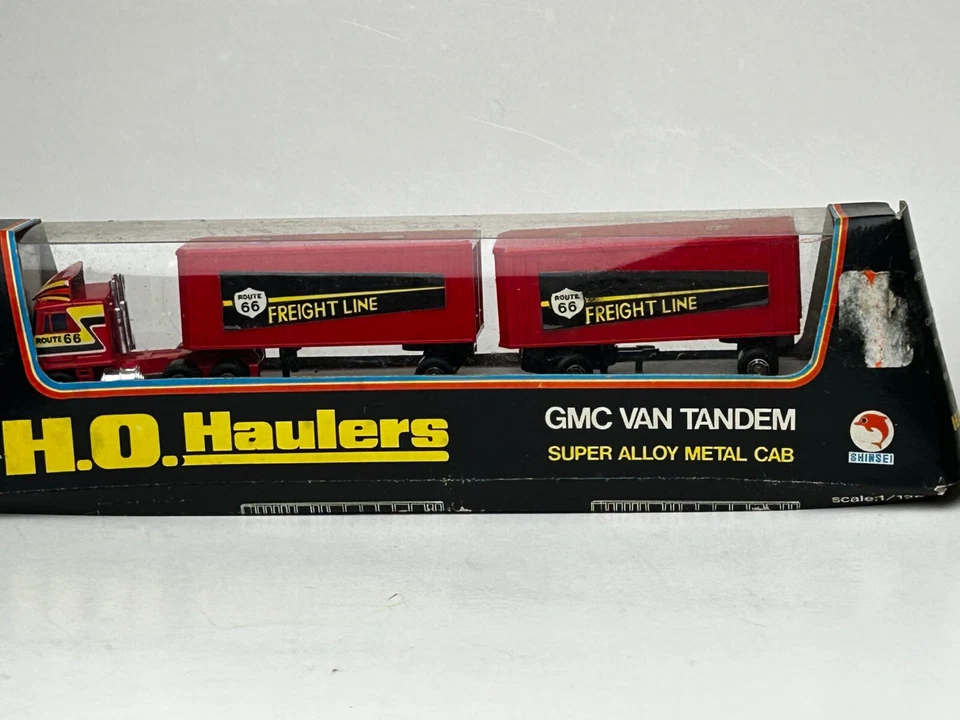 ROUTE 66
ROUTE
66
FREIGHT LINE
ROUTE
66
FREIGHT LINE
H.O. Haulers
GMC VAN TANDEM
SUPER ALLOY METAL CAB
SHINSEI